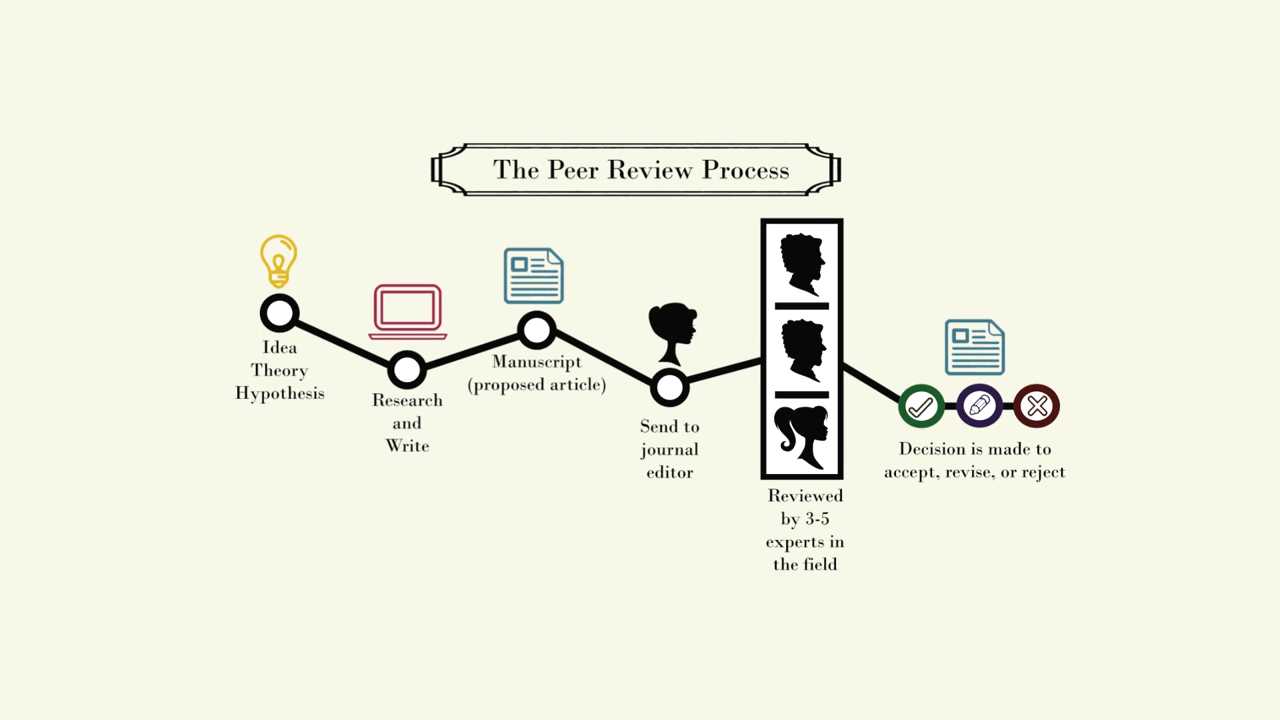 The Peer Review Process
Idea
Theory
Hypothesis
Research
and
Write
Manuscript
(proposed article)
Send to
journal
editor
Reviewed
by 3-5
experts in
the field
Decision is made to
accept, revise, or reject